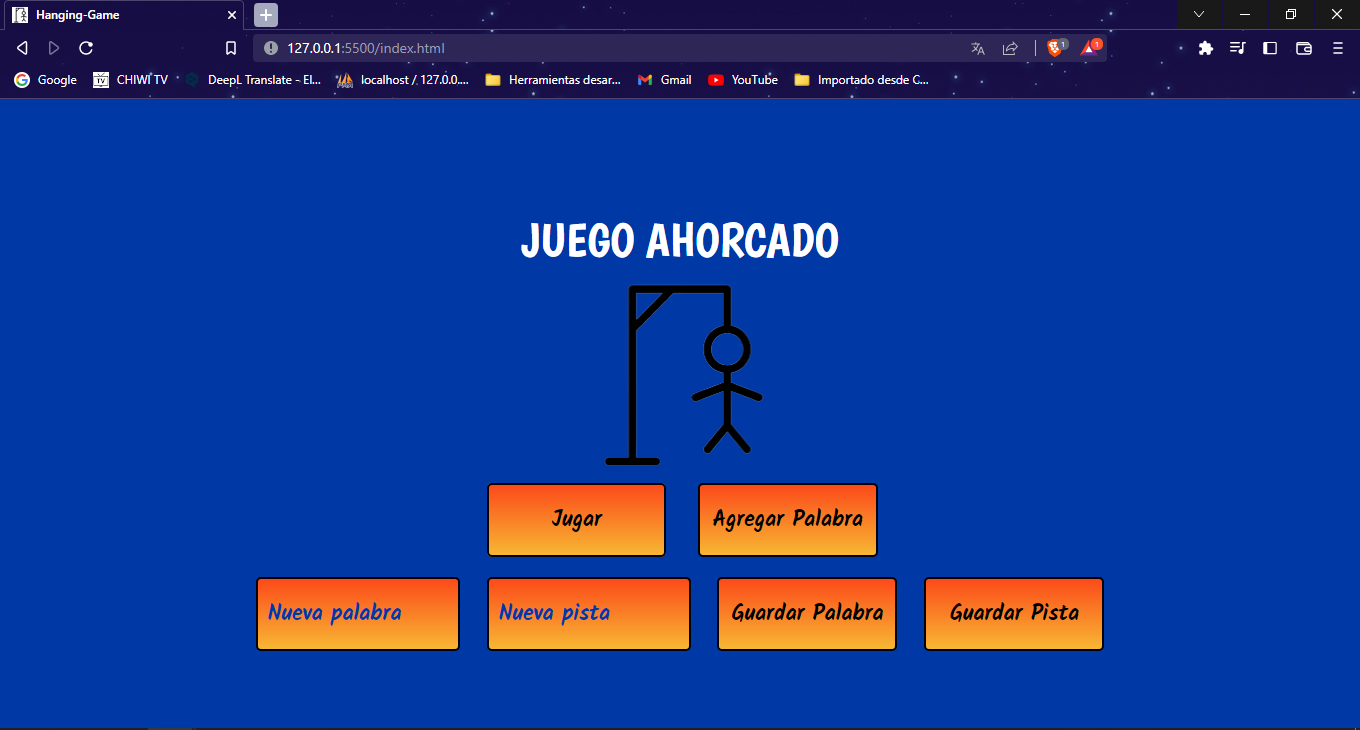 Hanging-Game
127.0.0.1:5500/index.html
1
1
Google
CHIWI TV
DeepL Translate - El...
localhost / 127.0.0....
Herramientas desar...
Gmail
YouTube
Importado desde C...
JUEGO AHORCADO
Jugar
Agregar Palabra
Nueva palabra
Nueva pista
Guardar Palabra
Guardar Pista